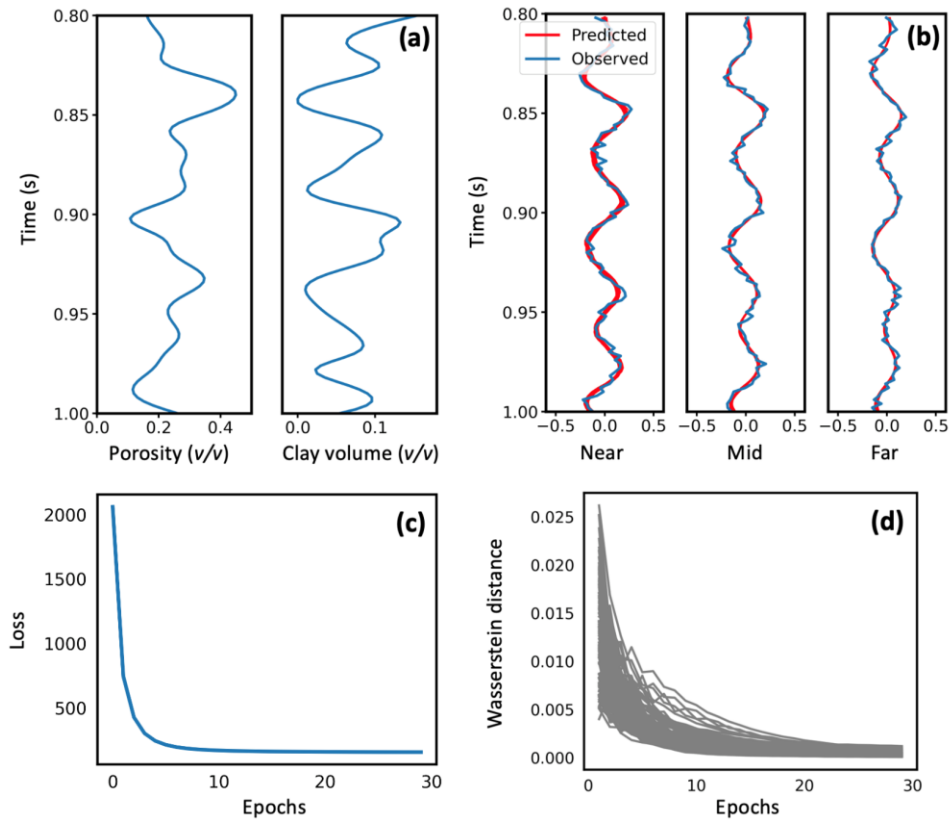 0.80
0.85
0.90
0.95
1.00
Time (s)
(a)
0.0
0.2
0.4
Porosity (v/v)
0.0
0.1
Clay volume (v/v)
0.80
0.85
0.90
0.95
1.00
Time (s)
Predicted
Observed
(b)
−0.5 0.0 0.5
Near
−0.5 0.0 0.5
Mid
−0.5 0.0 0.5
Far
2000
1500
1000
500
Loss
(c)
0
10
20
30
Epochs
0.025
0.020
0.015
0.010
0.005
0.000
Wasserstein distance
(d)
0
10
20
30
Epochs